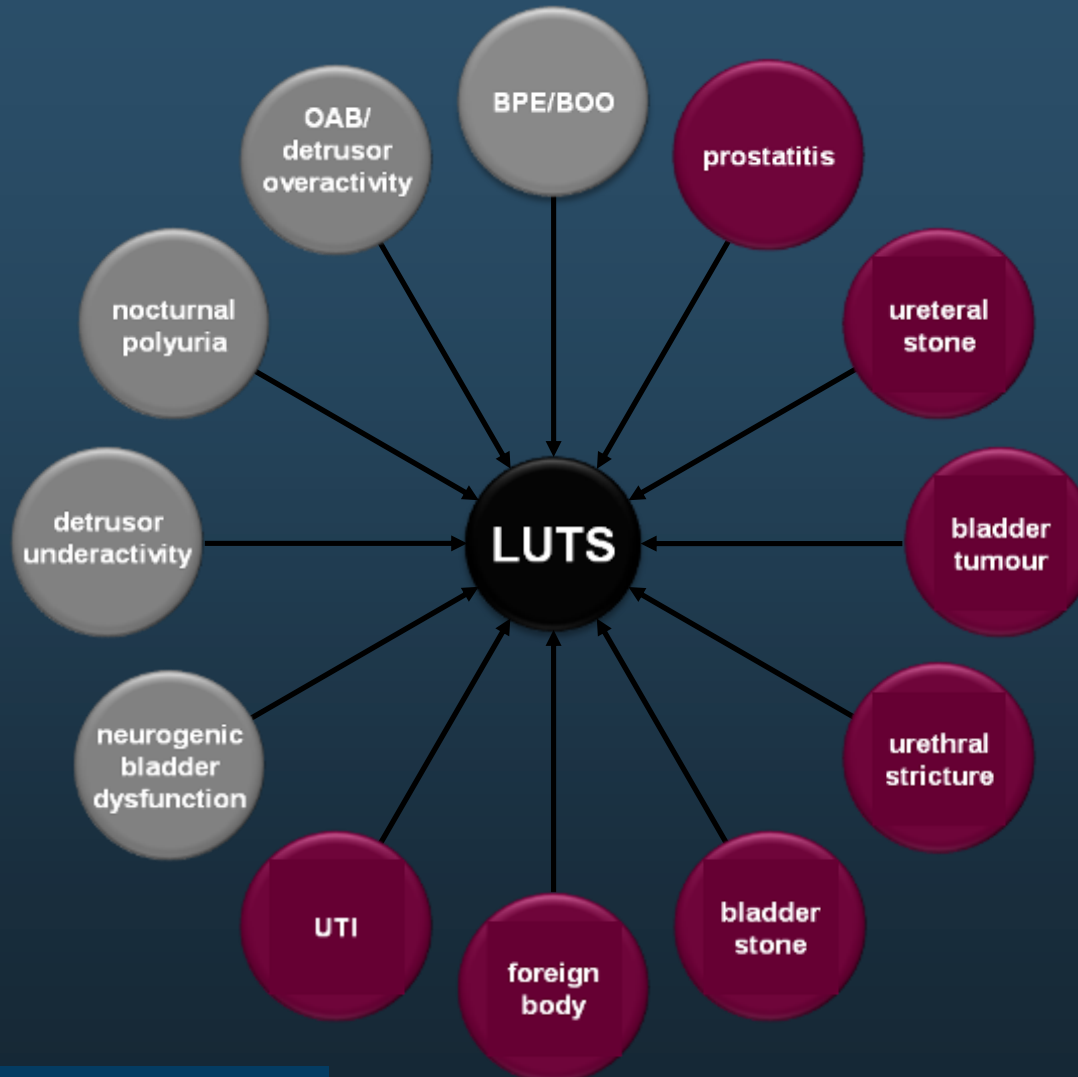 BPE/BOO
OAB/
detrusor
overactivity
prostatitis
nocturnal
polyuria
ureteral
stone
detrusor
underactivity
LUTS
bladder
tumour
neurogenic
bladder
dysfunction
urethral
stricture
UTI
bladder
stone
foreign
body